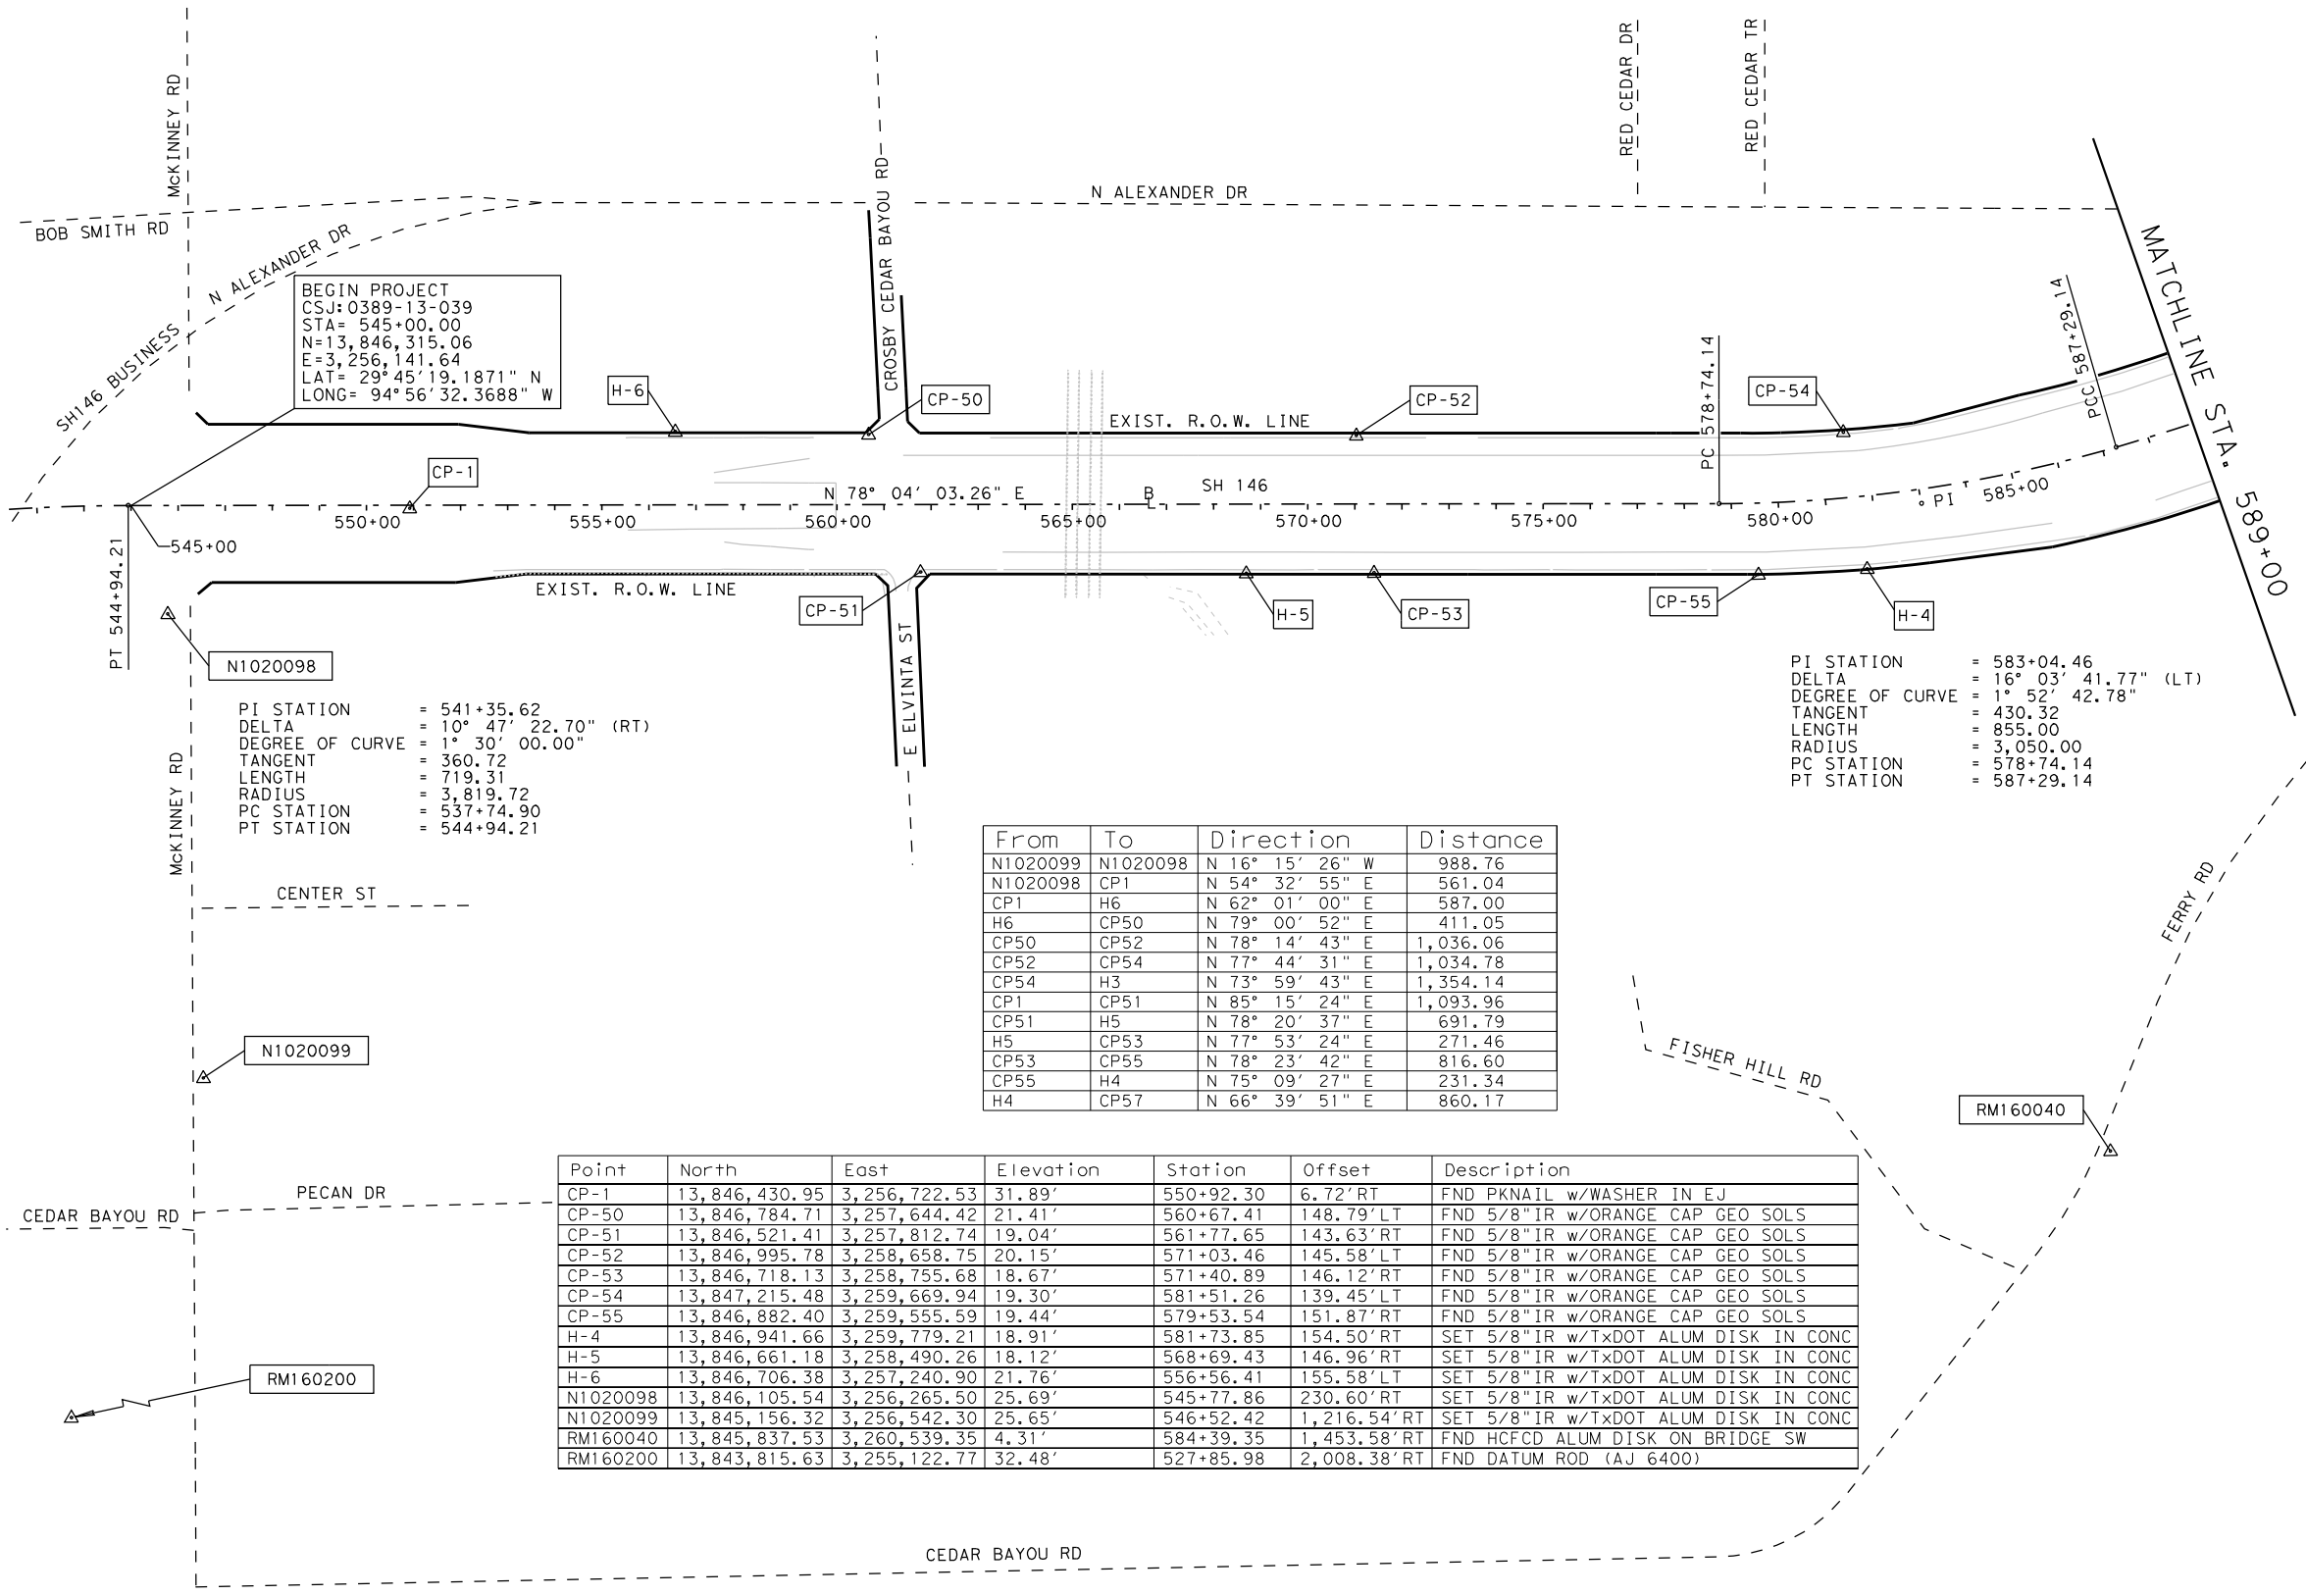 McKINNEY RD
BOB SMITH RD
N ALEXANDER DR
SH146 BUSINESS
CROSBY CEDAR BAYOU RD
N ALEXANDER DR
RED CEDAR DR
RED CEDAR TR
MATCHLINE STA. 589+00
BEGIN PROJECT
CSJ:0389-13-039
STA= 545+00.00
N=13,846,315.06
E=3,256,141.64
LAT= 29°45'19.1871" N
LONG= 94°56'32.3688" W
H-6
CP-50
CP-52
CP-54
CP-1
EXIST. R.O.W. LINE
PC 578+74.14
PCC 587+29.14
N 78° 04' 03.26" E
B
SH 146
PI
545+00
550+00
555+00
560+00
565+00
570+00
575+00
580+00
585+00
PT 544+94.21
EXIST. R.O.W. LINE
CP-51
H-5
CP-53
CP-55
H-4
N1020098
E ELVINTA ST
PI STATION = 541+35.62
DELTA = 10° 47' 22.70" (RT)
DEGREE OF CURVE = 1° 30' 00.00"
TANGENT = 360.72
LENGTH = 719.31
RADIUS = 3,819.72
PC STATION = 537+74.90
PT STATION = 544+94.21
PI STATION = 583+04.46
DELTA = 16° 03' 41.77" (LT)
DEGREE OF CURVE = 1° 52' 42.78"
TANGENT = 430.32
LENGTH = 855.00
RADIUS = 3,050.00
PC STATION = 578+74.14
PT STATION = 587+29.14
McKINNEY RD
CENTER ST
From To Direction Distance
N1020099 N1020098 N 16° 15' 26" W 988.76
N1020098 CP1 N 54° 32' 55" E 561.04
CP1 H6 N 62° 01' 00" E 587.00
H6 CP50 N 79° 00' 52" E 411.05
CP50 CP52 N 78° 14' 43" E 1,036.06
CP52 CP54 N 77° 44' 31" E 1,034.78
CP54 H3 N 73° 59' 43" E 1,354.14
CP1 CP51 N 85° 15' 24" E 1,093.96
CP51 H5 N 78° 20' 37" E 691.79
H5 CP53 N 77° 53' 24" E 271.46
CP53 CP55 N 78° 23' 42" E 816.60
CP55 H4 N 75° 09' 27" E 231.34
H4 CP57 N 66° 39' 51" E 860.17
FERRY RD
FISHER HILL RD
N1020099
RM160040
PECAN DR
CEDAR BAYOU RD
RM160200
Point North East Elevation Station Offset Description
CP-1 13,846,430.95 3,256,722.53 31.89' 550+92.30 6.72'RT FND PKNAIL w/WASHER IN EJ
CP-50 13,846,784.71 3,257,644.42 21.41' 560+67.41 148.79'LT FND 5/8"IR w/ORANGE CAP GEO SOLS
CP-51 13,846,521.41 3,257,812.74 19.04' 561+77.65 143.63'RT FND 5/8"IR w/ORANGE CAP GEO SOLS
CP-52 13,846,995.78 3,258,658.75 20.15' 571+03.46 145.58'LT FND 5/8"IR w/ORANGE CAP GEO SOLS
CP-53 13,846,718.13 3,258,755.68 18.67' 571+40.89 146.12'RT FND 5/8"IR w/ORANGE CAP GEO SOLS
CP-54 13,847,215.48 3,259,669.94 19.30' 581+51.26 139.45'LT FND 5/8"IR w/ORANGE CAP GEO SOLS
CP-55 13,846,882.40 3,259,555.59 19.44' 579+53.54 151.87'RT FND 5/8"IR w/ORANGE CAP GEO SOLS
H-4 13,846,941.66 3,259,779.21 18.91' 581+73.85 154.50'RT SET 5/8"IR w/TxDOT ALUM DISK IN CONC
H-5 13,846,661.18 3,258,490.26 18.12' 568+69.43 146.96'RT SET 5/8"IR w/TxDOT ALUM DISK IN CONC
H-6 13,846,706.38 3,257,240.90 21.76' 556+56.41 155.58'LT SET 5/8"IR w/TxDOT ALUM DISK IN CONC
N1020098 13,846,105.54 3,256,265.50 25.69' 545+77.86 230.60'RT SET 5/8"IR w/TxDOT ALUM DISK IN CONC
N1020099 13,845,156.32 3,256,542.30 25.65' 546+52.42 1,216.54'RT SET 5/8"IR w/TxDOT ALUM DISK IN CONC
RM160040 13,845,837.53 3,260,539.35 4.31' 584+39.35 1,453.58'RT FND HCFCD ALUM DISK ON BRIDGE SW
RM160200 13,843,815.63 3,255,122.77 32.48' 527+85.98 2,008.38'RT FND DATUM ROD (AJ 6400)
CEDAR BAYOU RD